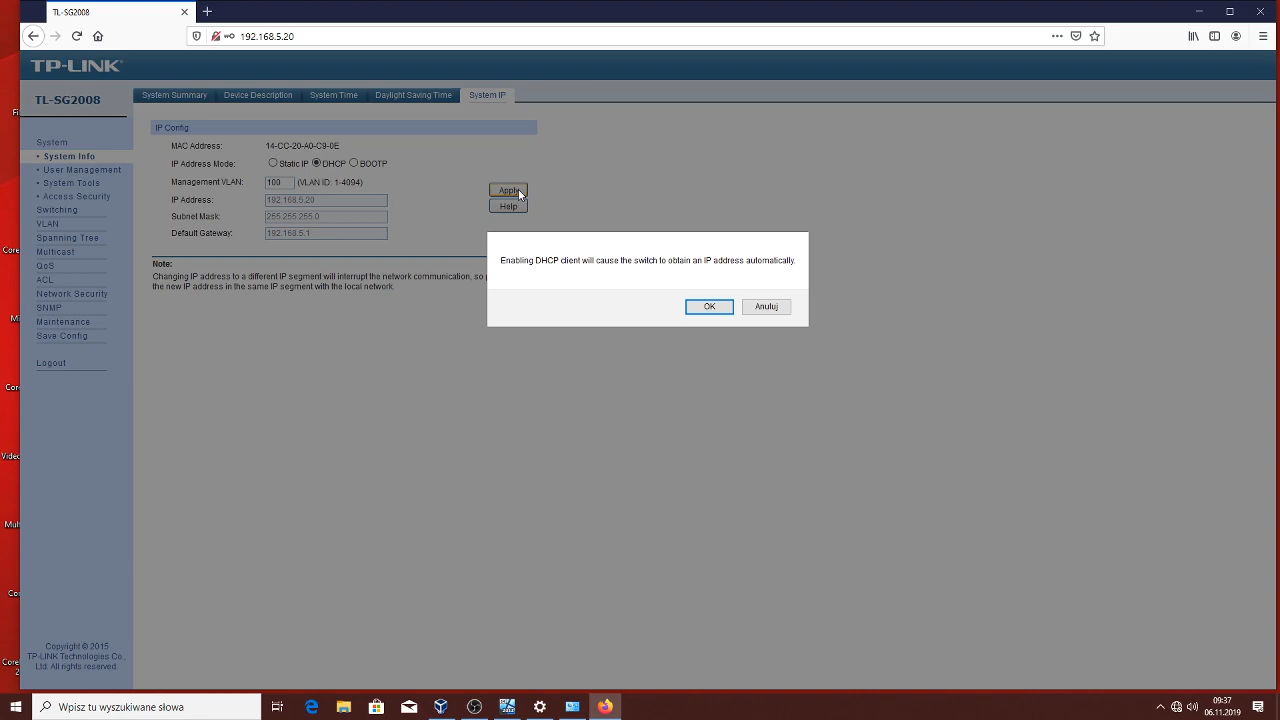 TL-SG2008
192.168.5.20
TP-LINK
TL-SG2008
System Summary
Device Description
System Time
Daylight Saving Time
System IP
System
• System Info
• User Management
• System Tools
• Access Security
Switching
VLAN
Spanning Tree
Multicast
QoS
ACL
Network Security
SNMP
Maintenance
Save Config
Logout
Copyright © 2015
TP-LINK Technologies Co.,
Ltd. All rights reserved.
IP Config
MAC Address: 14-CC-20-A0-C9-0E
IP Address Mode: Static IP DHCP BOOTP
Management VLAN: 100 (VLAN ID: 1-4094)
IP Address: 192.168.5.20
Subnet Mask: 255.255.255.0
Default Gateway: 192.168.5.1
Apply
Help
Note:
Changing IP address to a different IP segment will interrupt the network communication, so
the new IP address in the same IP segment with the local network.
Enabling DHCP client will cause the switch to obtain an IP address automatically.
OK
Anuluj
Wpisz tu wyszukiwane słowa
09:37
06.11.2019